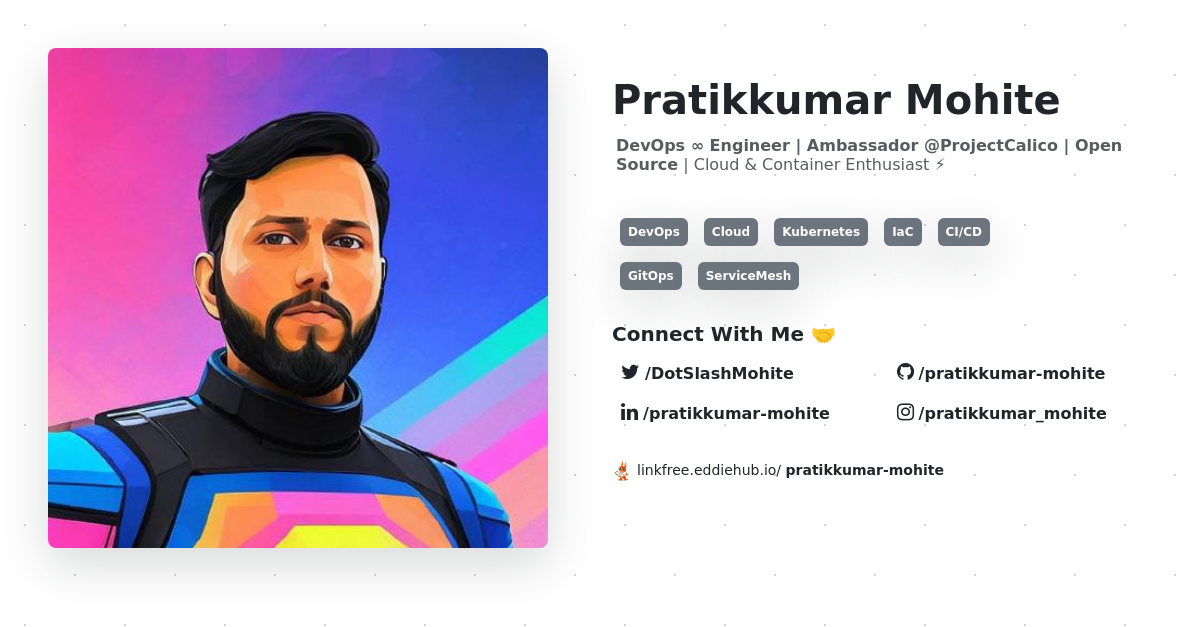 Pratikkumar Mohite
DevOps ∞ Engineer | Ambassador @ProjectCalico | Open
Source | Cloud & Container Enthusiast ⚡
DevOps Cloud Kubernetes IaC CI/CD
GitOps ServiceMesh
Connect With Me 🤝
/DotSlashMohite /pratikkumar-mohite
/pratikkumar-mohite /pratikkumar_mohite
linkfree.eddiehub.io/ pratikkumar-mohite